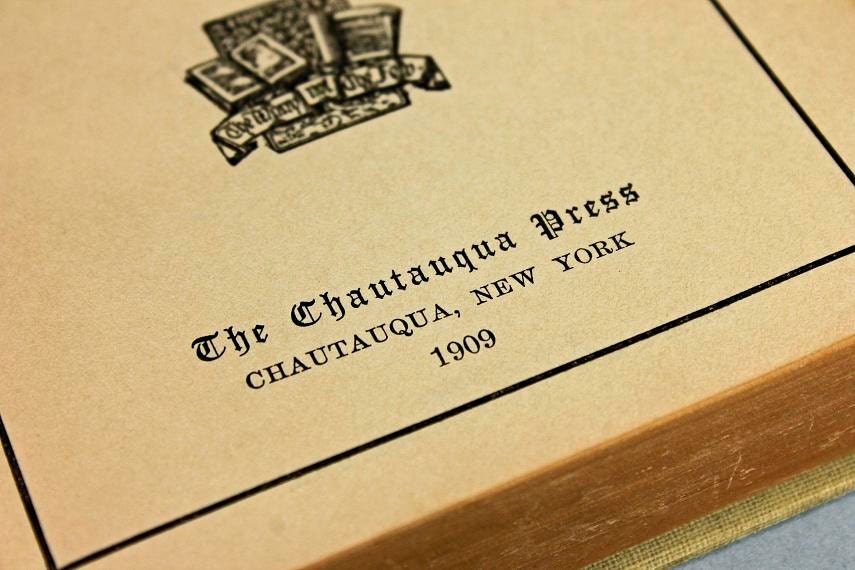 The Chautauqua Press
CHAUTAUQUA, NEW YORK
1909